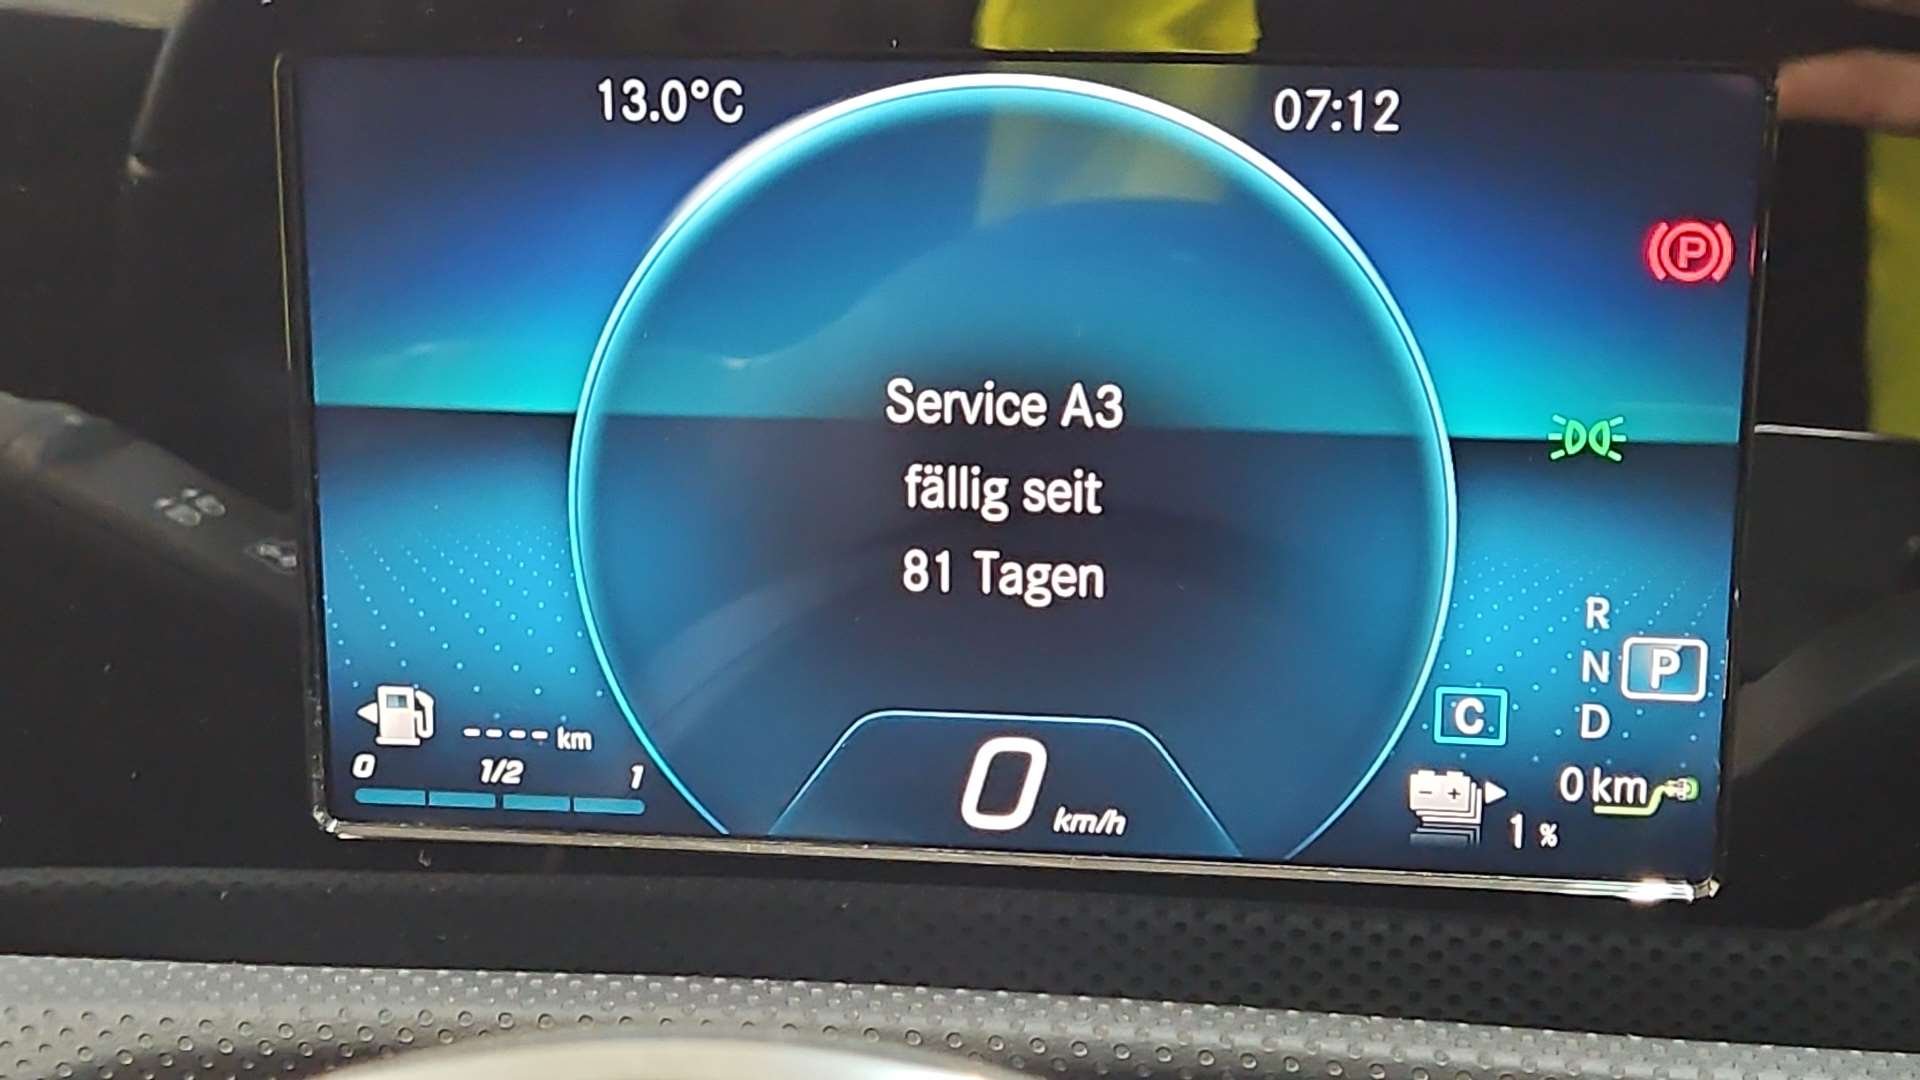 13.0°C 07:12
P
Service A3
fällig seit
81 Tagen
R
N P
D
C
---- km
0 1/2 1
0 km/h
0 km
1 %